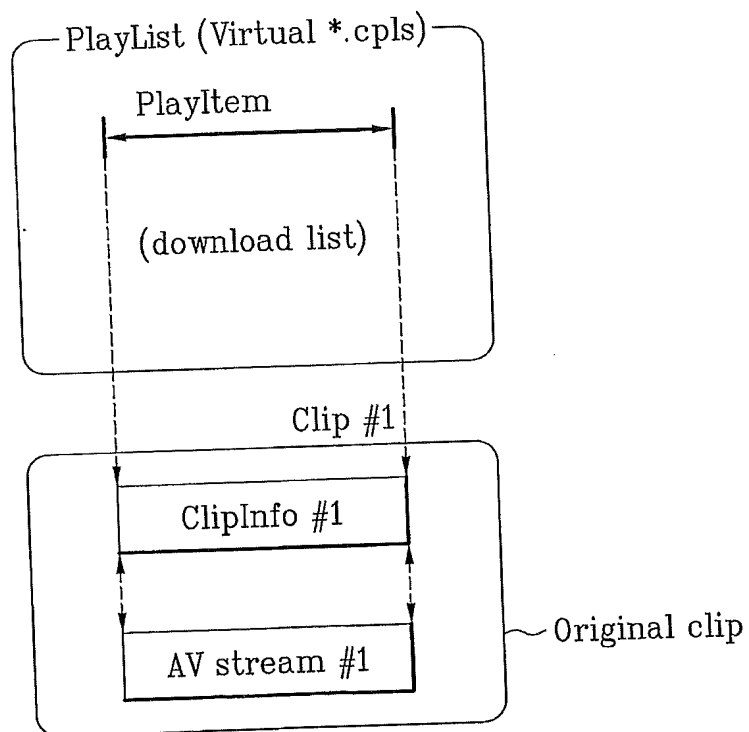 PlayList (Virtual *.cpls)
PlayItem
(download list)
Clip #1
ClipInfo #1
AV stream #1
Original clip